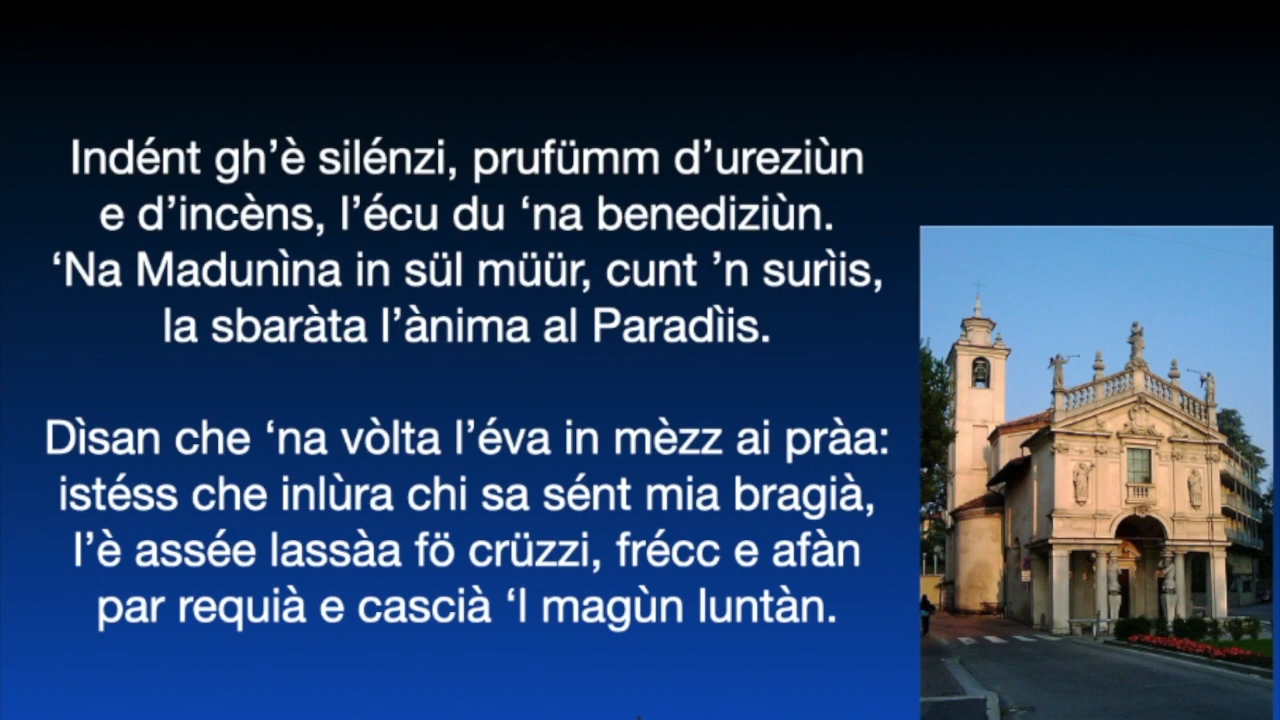 Indént gh’è silénzi, prufümm d’ureziùn
e d’incèns, l’écu du ‘na benediziùn.
‘Na Madunìna in sül müür, cunt ’n surìis,
la sbaràta l’ànima al Paradìis.
Dìsan che ‘na vòlta l’éva in mèzz ai pràa:
istéss che inlùra chi sa sént mia bragià,
l’è assée lassàa fö crüzzi, frécc e afàn
par requià e cascià ‘l magùn luntàn.